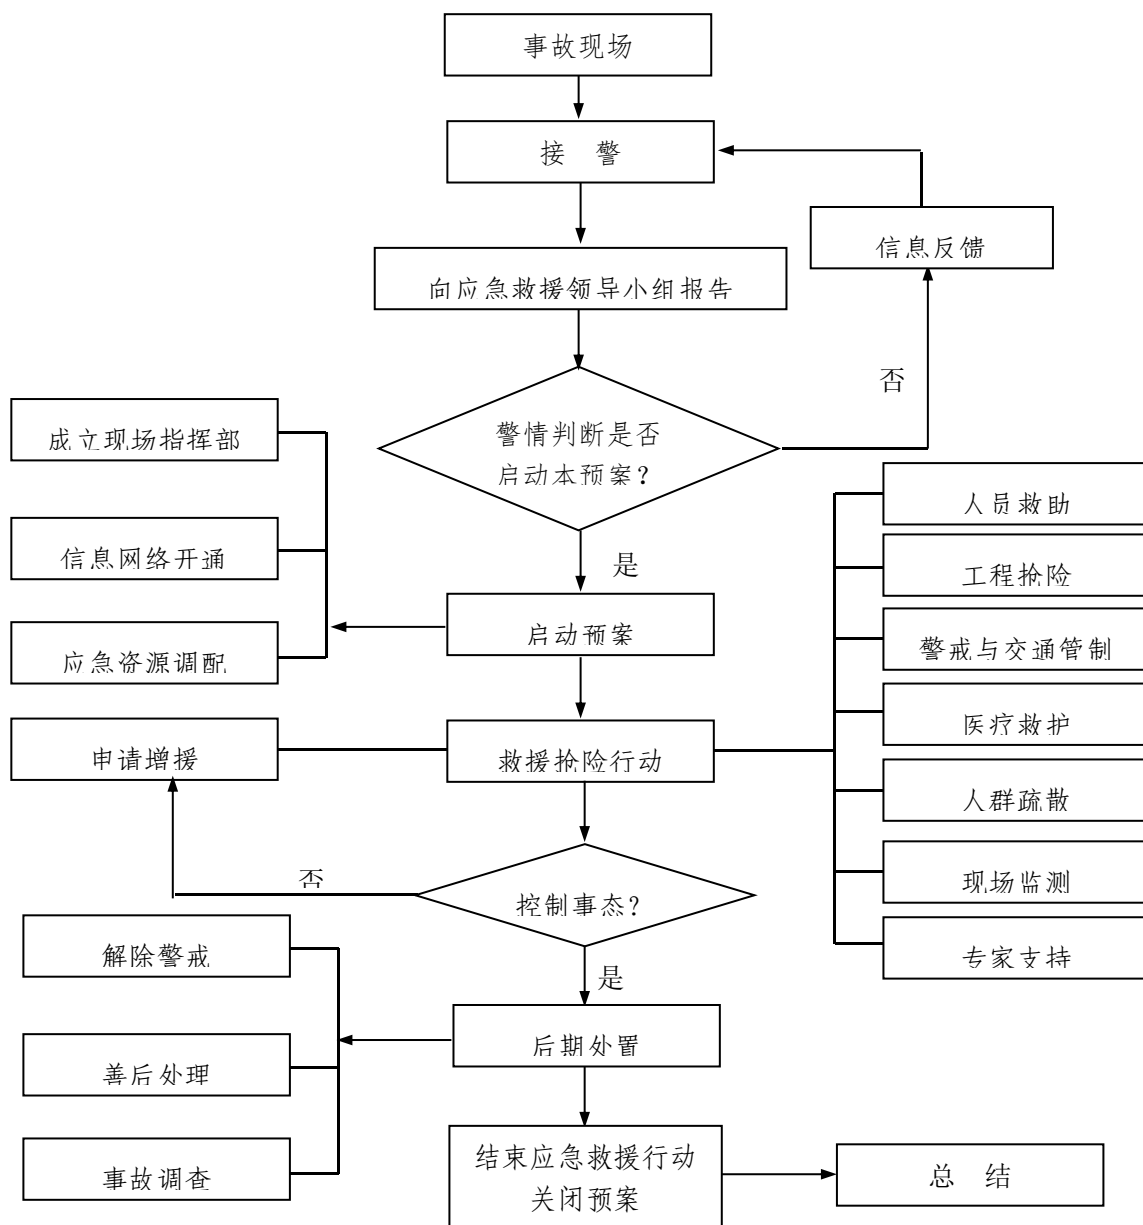 事故现场
接 警
信息反馈
向应急救援领导小组报告
否
成立现场指挥部
警情判断是否
启动本预案？
人员救助
信息网络开通
是
工程抢险
启动预案
警戒与交通管制
应急资源调配
医疗救护
申请增援
救援抢险行动
人群疏散
否
控制事态？
现场监测
解除警戒
专家支持
是
后期处置
善后处理
结束应急救援行动
关闭预案
事故调查
总 结